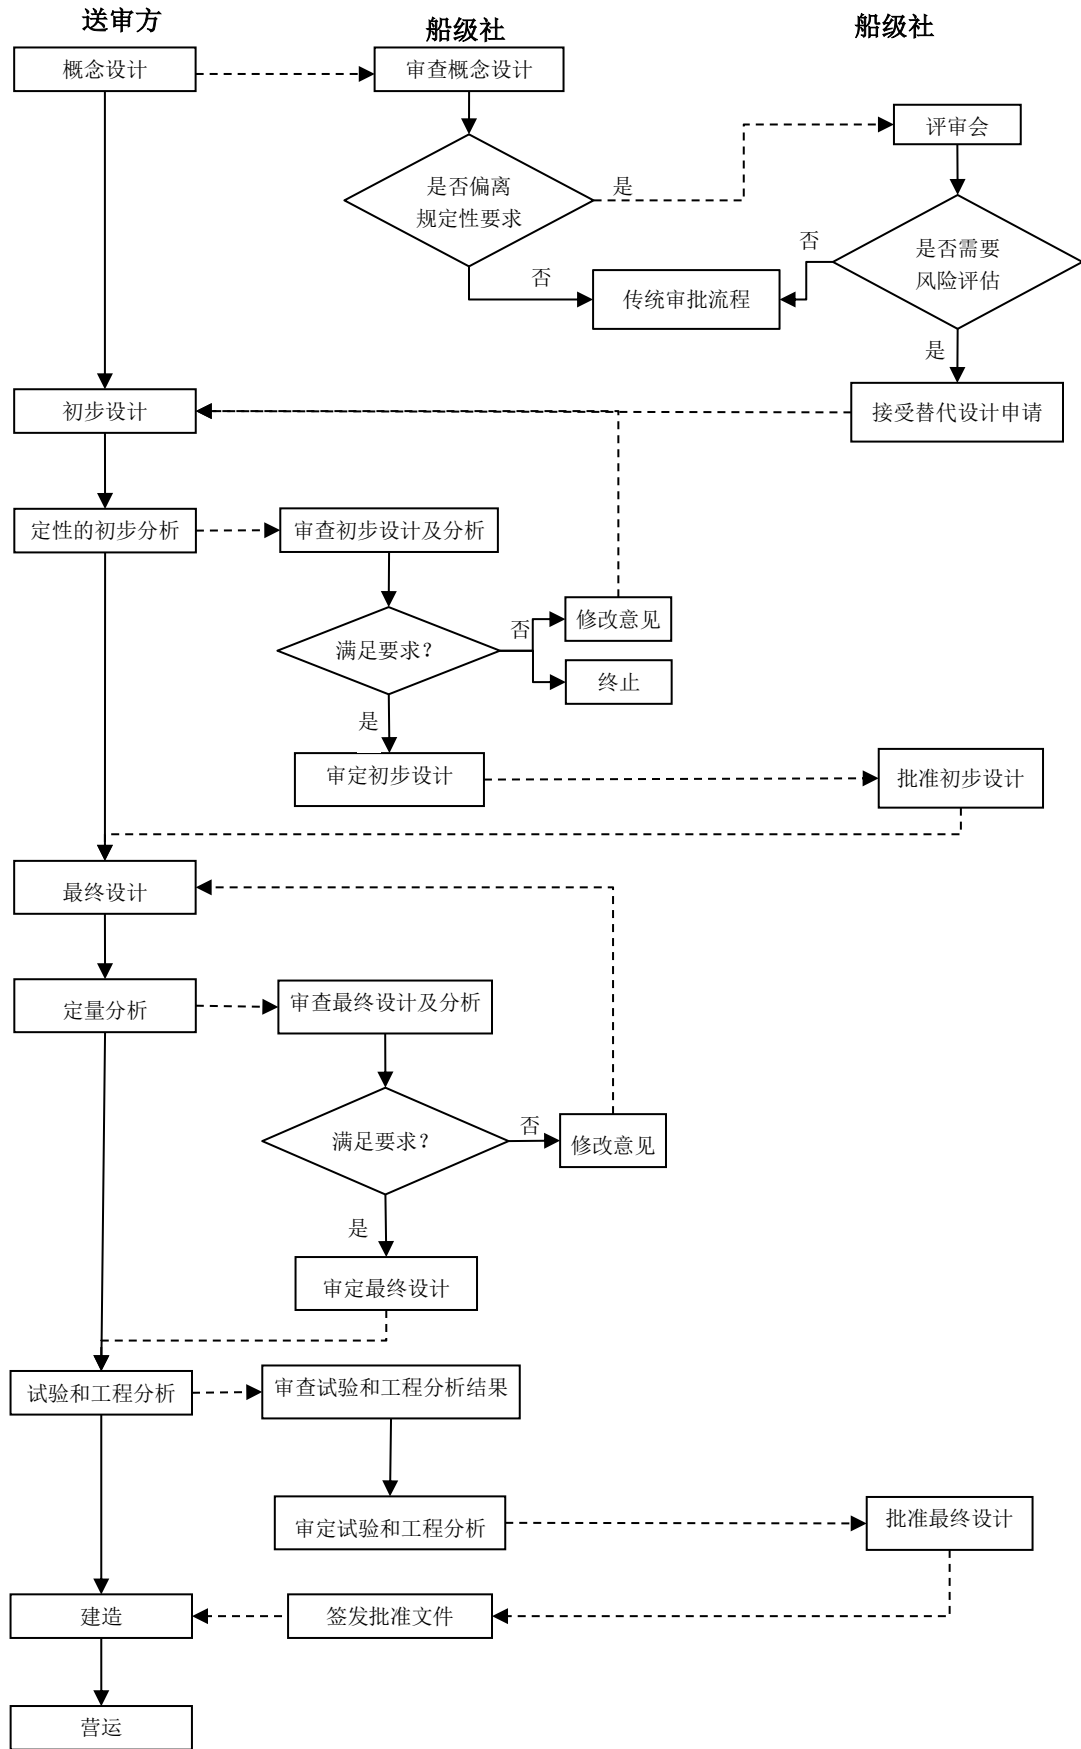 送审方
船级社
船级社
概念设计
审查概念设计
评审会
是否偏离
规定性要求
是
否
传统审批流程
否
是否需要
风险评估
是
初步设计
接受替代设计申请
定性的初步分析
审查初步设计及分析
满足要求？
否
修改意见
终止
是
审定初步设计
批准初步设计
最终设计
定量分析
审查最终设计及分析
满足要求？
否
修改意见
是
审定最终设计
试验和工程分析
审查试验和工程分析结果
审定试验和工程分析
批准最终设计
建造
签发批准文件
营运